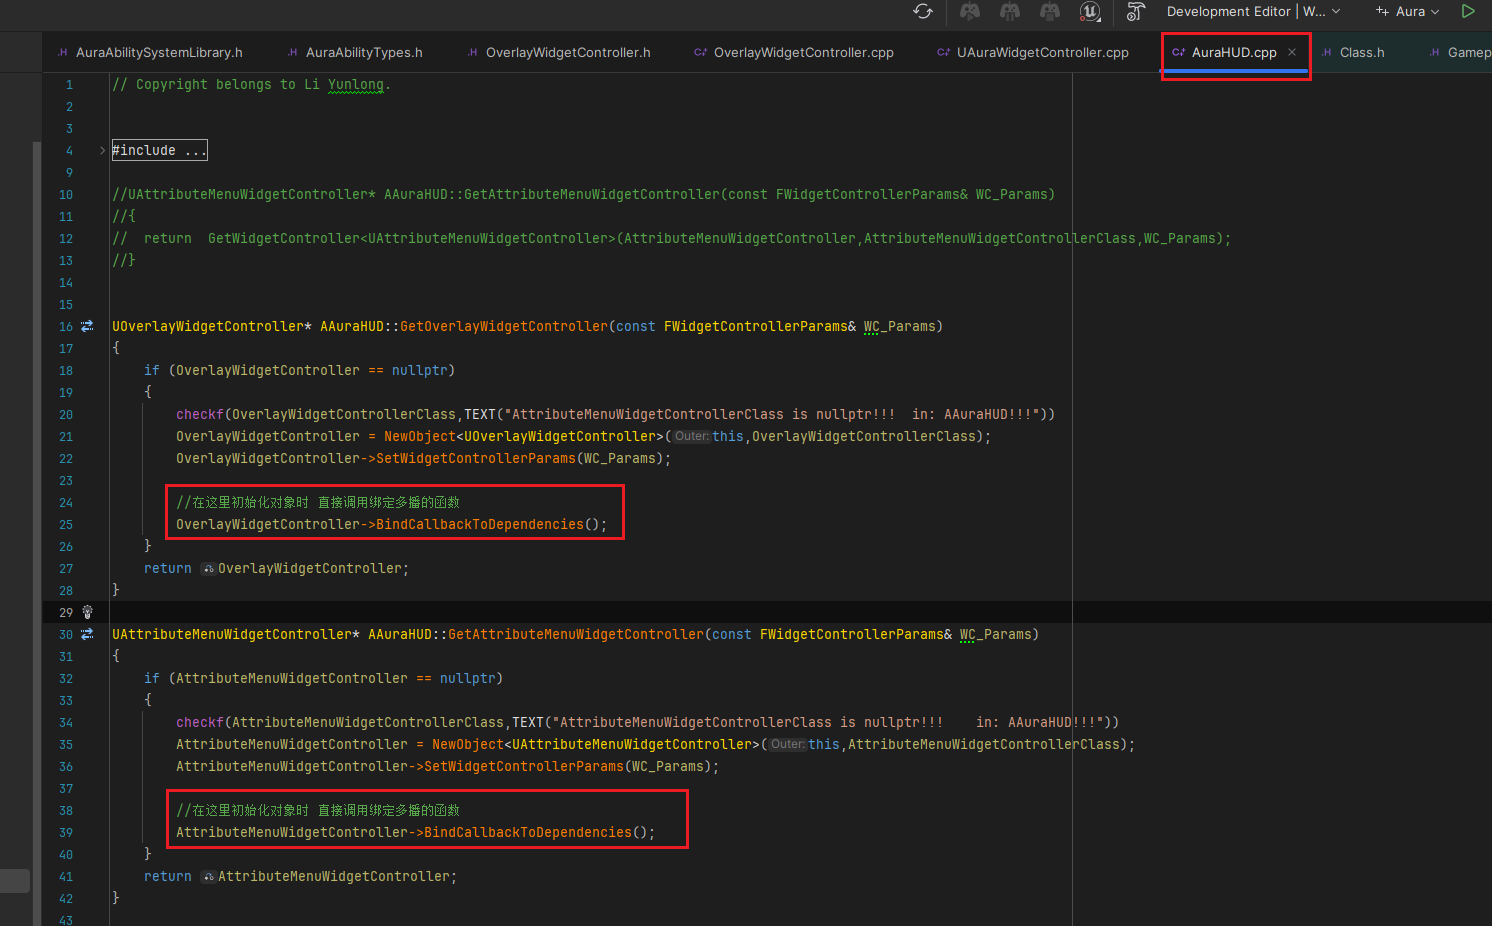 Development Editor | W... Aura
.H AuraAbilitySystemLibrary.h .H AuraAbilityTypes.h .H OverlayWidgetController.h C+ OverlayWidgetController.cpp C+ UAuraWidgetController.cpp C+ AuraHUD.cpp × .H Class.h .H Gamep
1 // Copyright belongs to Li Yunlong.
2
3
4 #include ...
9
10 //UAttributeMenuWidgetController* AAuraHUD::GetAttributeMenuWidgetController(const FWidgetControllerParams& WC_Params)
11 //{
12 //  return  GetWidgetController<UAttributeMenuWidgetController>(AttributeMenuWidgetController,AttributeMenuWidgetControllerClass,WC_Params);
13 //}
14
15
16 UOverlayWidgetController* AAuraHUD::GetOverlayWidgetController(const FWidgetControllerParams& WC_Params)
17 {
18     if (OverlayWidgetController == nullptr)
19     {
20         checkf(OverlayWidgetControllerClass,TEXT("AttributeMenuWidgetControllerClass is nullptr!!!  in: AAuraHUD!!!"))
21         OverlayWidgetController = NewObject<UOverlayWidgetController>(Outer:this,OverlayWidgetControllerClass);
22         OverlayWidgetController->SetWidgetControllerParams(WC_Params);
23
24         //在这里初始化对象时 直接调用绑定多播的函数
25         OverlayWidgetController->BindCallbackToDependencies();
26     }
27     return OverlayWidgetController;
28 }
29
30 UAttributeMenuWidgetController* AAuraHUD::GetAttributeMenuWidgetController(const FWidgetControllerParams& WC_Params)
31 {
32     if (AttributeMenuWidgetController == nullptr)
33     {
34         checkf(AttributeMenuWidgetControllerClass,TEXT("AttributeMenuWidgetControllerClass is nullptr!!!    in: AAuraHUD!!!"))
35         AttributeMenuWidgetController = NewObject<UAttributeMenuWidgetController>(Outer:this,AttributeMenuWidgetControllerClass);
36         AttributeMenuWidgetController->SetWidgetControllerParams(WC_Params);
37
38         //在这里初始化对象时 直接调用绑定多播的函数
39         AttributeMenuWidgetController->BindCallbackToDependencies();
40     }
41     return AttributeMenuWidgetController;
42 }
43